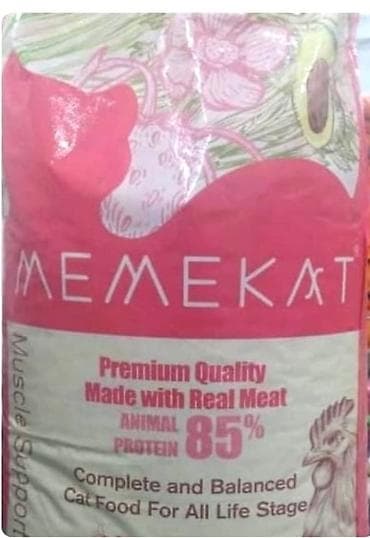 MEMEKAT
Premium Quality
Made with Real Meat
ANIMAL
PROTEIN 85%
Complete and Balanced
Cat Food For All Life Stage
Muscle Support